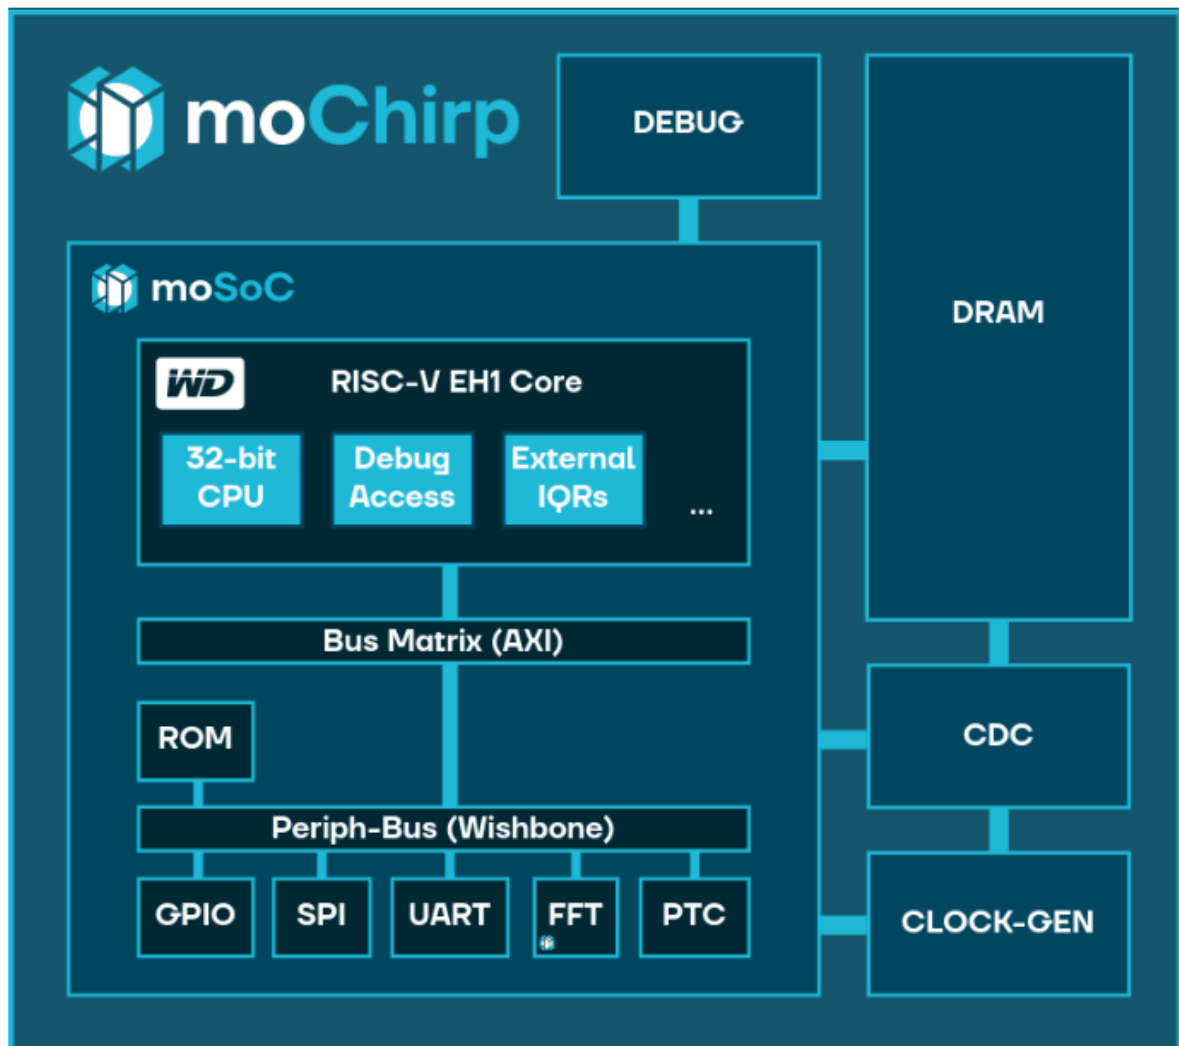 moChirp
DEBUG
DRAM
moSoC
WD
RISC-V EH1 Core
32-bit
CPU
Debug
Access
External
IQRs
...
Bus Matrix (AXI)
ROM
CDC
Periph-Bus (Wishbone)
GPIO
SPI
UART
FFT
PTC
CLOCK-GEN